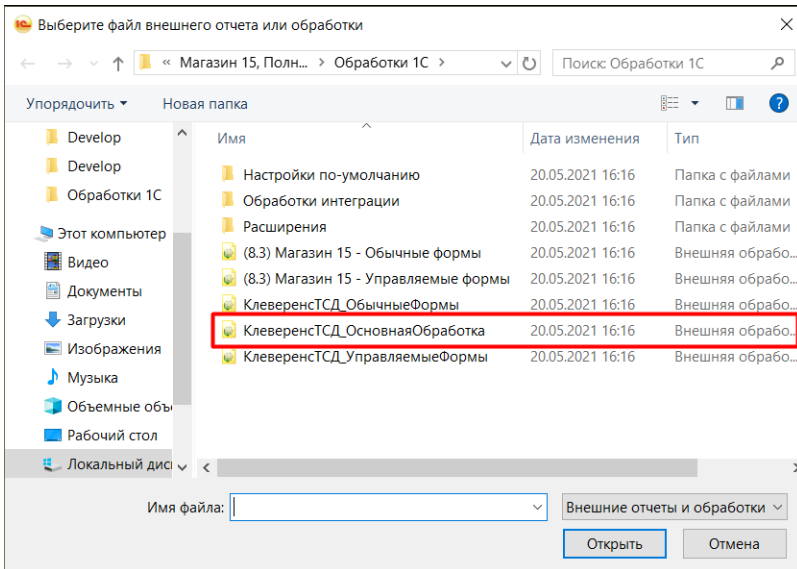 1С Выберите файл внешнего отчета или обработки
« Магазин 15, Полн... > Обработки 1С > Поиск: Обработки 1С
Упорядочить Новая папка
Имя Дата изменения Тип
Develop
Develop
Обработки 1С
Этот компьютер
Видео
Документы
Загрузки
Изображения
Музыка
Объемные объ
Рабочий стол
Локальный дис
Настройки по-умолчанию 20.05.2021 16:16 Папка с файлами
Обработки интеграции 20.05.2021 16:16 Папка с файлами
Расширения 20.05.2021 16:16 Папка с файлами
(8.3) Магазин 15 - Обычные формы 20.05.2021 16:16 Внешняя обрабо...
(8.3) Магазин 15 - Управляемые формы 20.05.2021 16:16 Внешняя обрабо...
КлеверенсТСД_ОбычныеФормы 20.05.2021 16:16 Внешняя обрабо...
КлеверенсТСД_ОсновнаяОбработка 20.05.2021 16:16 Внешняя обрабо...
КлеверенсТСД_УправляемыеФормы 20.05.2021 16:16 Внешняя обрабо...
Имя файла: Внешние отчеты и обработки
Открыть Отмена